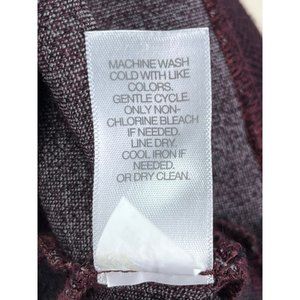 MACHINE WASH
COLD WITH LIKE
COLORS.
GENTLE CYCLE.
ONLY NON-
CHLORINE BLEACH
IF NEEDED.
LINE DRY.
COOL IRON IF
NEEDED.
OR DRY CLEAN.